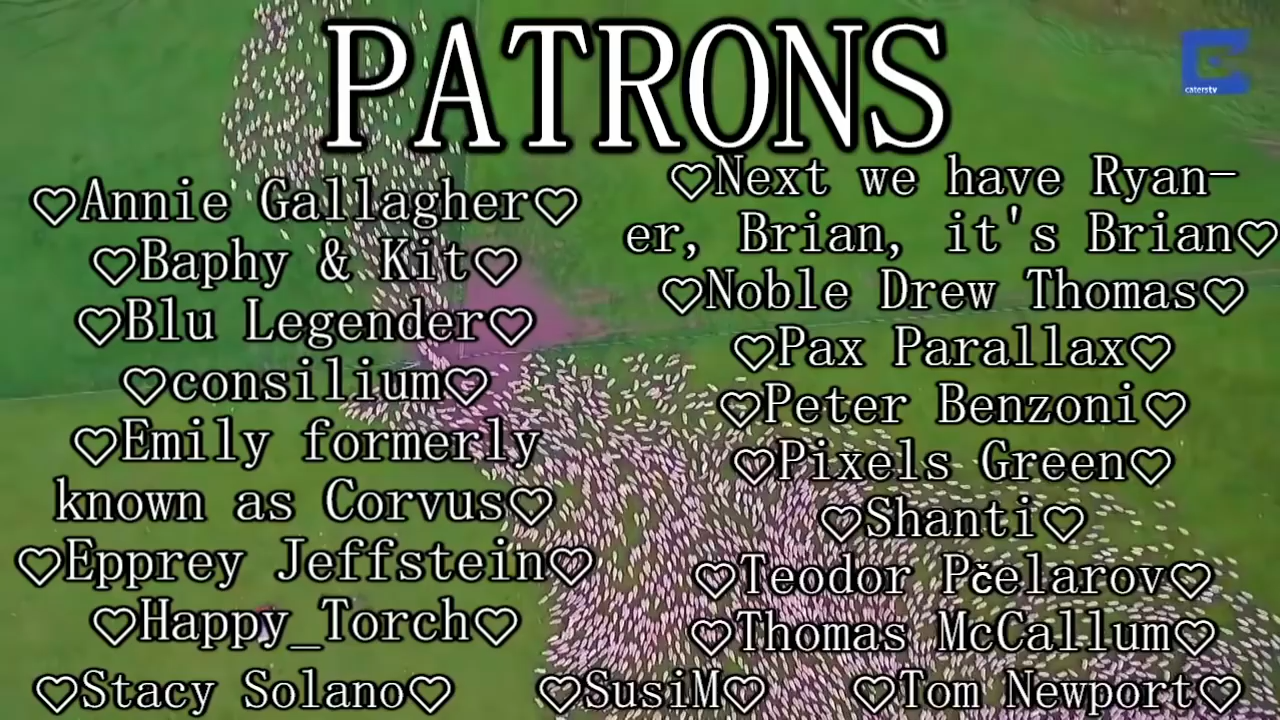 PATRONS
caterstv
♡Annie Gallagher♡
♡Baphy & Kit♡
♡Blu Legender♡
♡consilium♡
♡Emily formerly
known as Corvus♡
♡Epprey Jeffstein♡
♡Happy_Torch♡
♡Next we have Ryan-
er, Brian, it's Brian♡
♡Noble Drew Thomas♡
♡Pax Parallax♡
♡Peter Benzoni♡
♡Pixels Green♡
♡Shanti♡
♡Teodor Pčelarov♡
♡Thomas McCallum♡
♡Stacy Solano♡ ♡SusiM♡ ♡Tom Newport♡